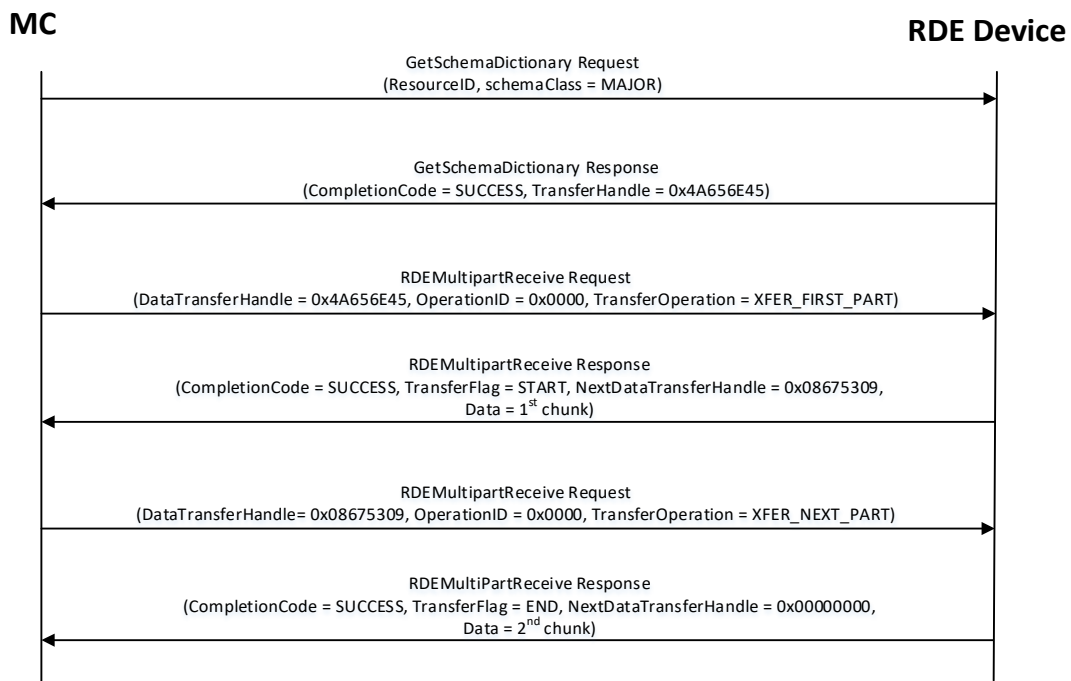 MC
RDE Device
GetSchemaDictionary Request
(ResourceID, schemaClass = MAJOR)
GetSchemaDictionary Response
(CompletionCode = SUCCESS, TransferHandle = 0x4A656E45)
RDEMultipartReceive Request
(DataTransferHandle = 0x4A656E45, OperationID = 0x0000, TransferOperation = XFER_FIRST_PART)
RDEMultipartReceive Response
(CompletionCode = SUCCESS, TransferFlag = START, NextDataTransferHandle = 0x08675309,
Data = 1st chunk)
RDEMultipartReceive Request
(DataTransferHandle= 0x08675309, OperationID = 0x0000, TransferOperation = XFER_NEXT_PART)
RDEMultiPartReceive Response
(CompletionCode = SUCCESS, TransferFlag = END, NextDataTransferHandle = 0x00000000,
Data = 2nd chunk)